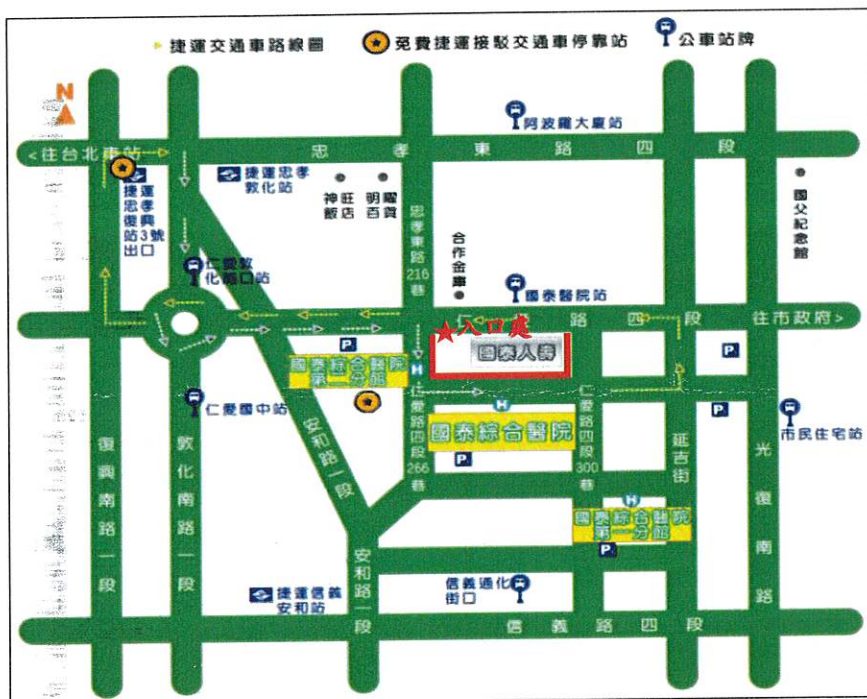 捷運交通車路線圖
免費捷運接駁交通車停靠站
公車站牌
N
阿波羅大廈站
<往台北車站
忠孝東路四段
捷運
忠孝
復興
站3號
出口
捷運忠孝
敦化站
神旺
飯店
明曜
百貨
忠孝東路216巷
合作金庫
國父紀念館
仁愛敦
化路口站
國泰醫院站
仁
路四段
往市政府>
★入口處
國泰人壽
P
國泰綜合醫院
第一分館
H
P
仁愛國中站
仁愛路四段266巷
H
國泰綜合醫院
P
仁愛路四段300巷
P
市民住宅站
復興南路一段
敦化南路一段
安和路一段
延吉街
光復南路
H
國泰綜合醫院
第一分館
P
安和路一段
捷運信義
安和站
信義通化
街口
信義路四段